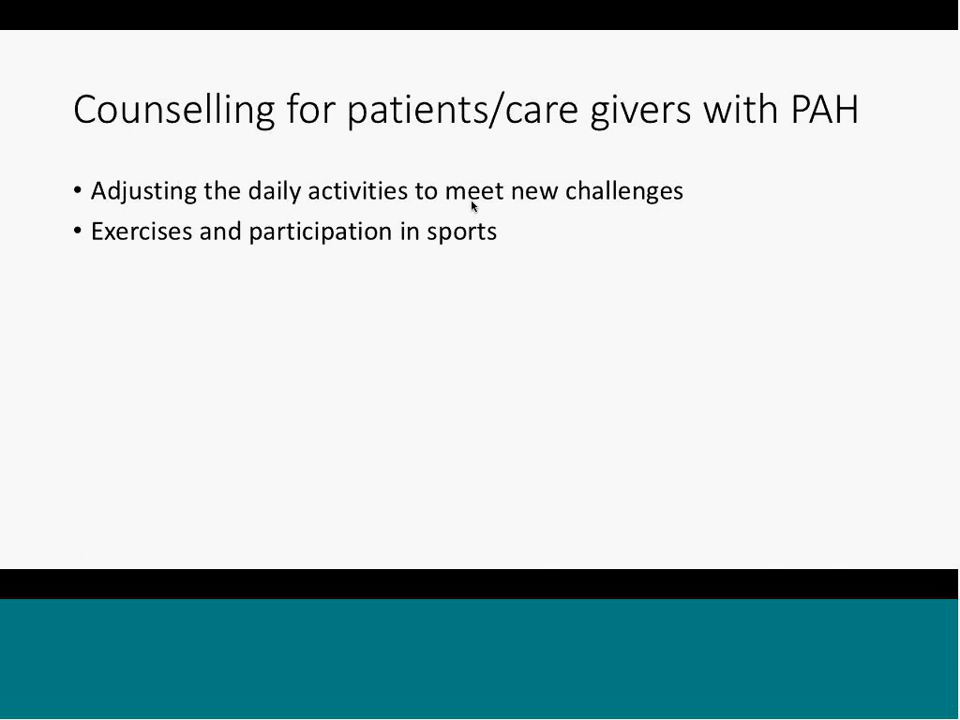 Counselling for patients/care givers with PAH
• Adjusting the daily activities to meet new challenges
• Exercises and participation in sports